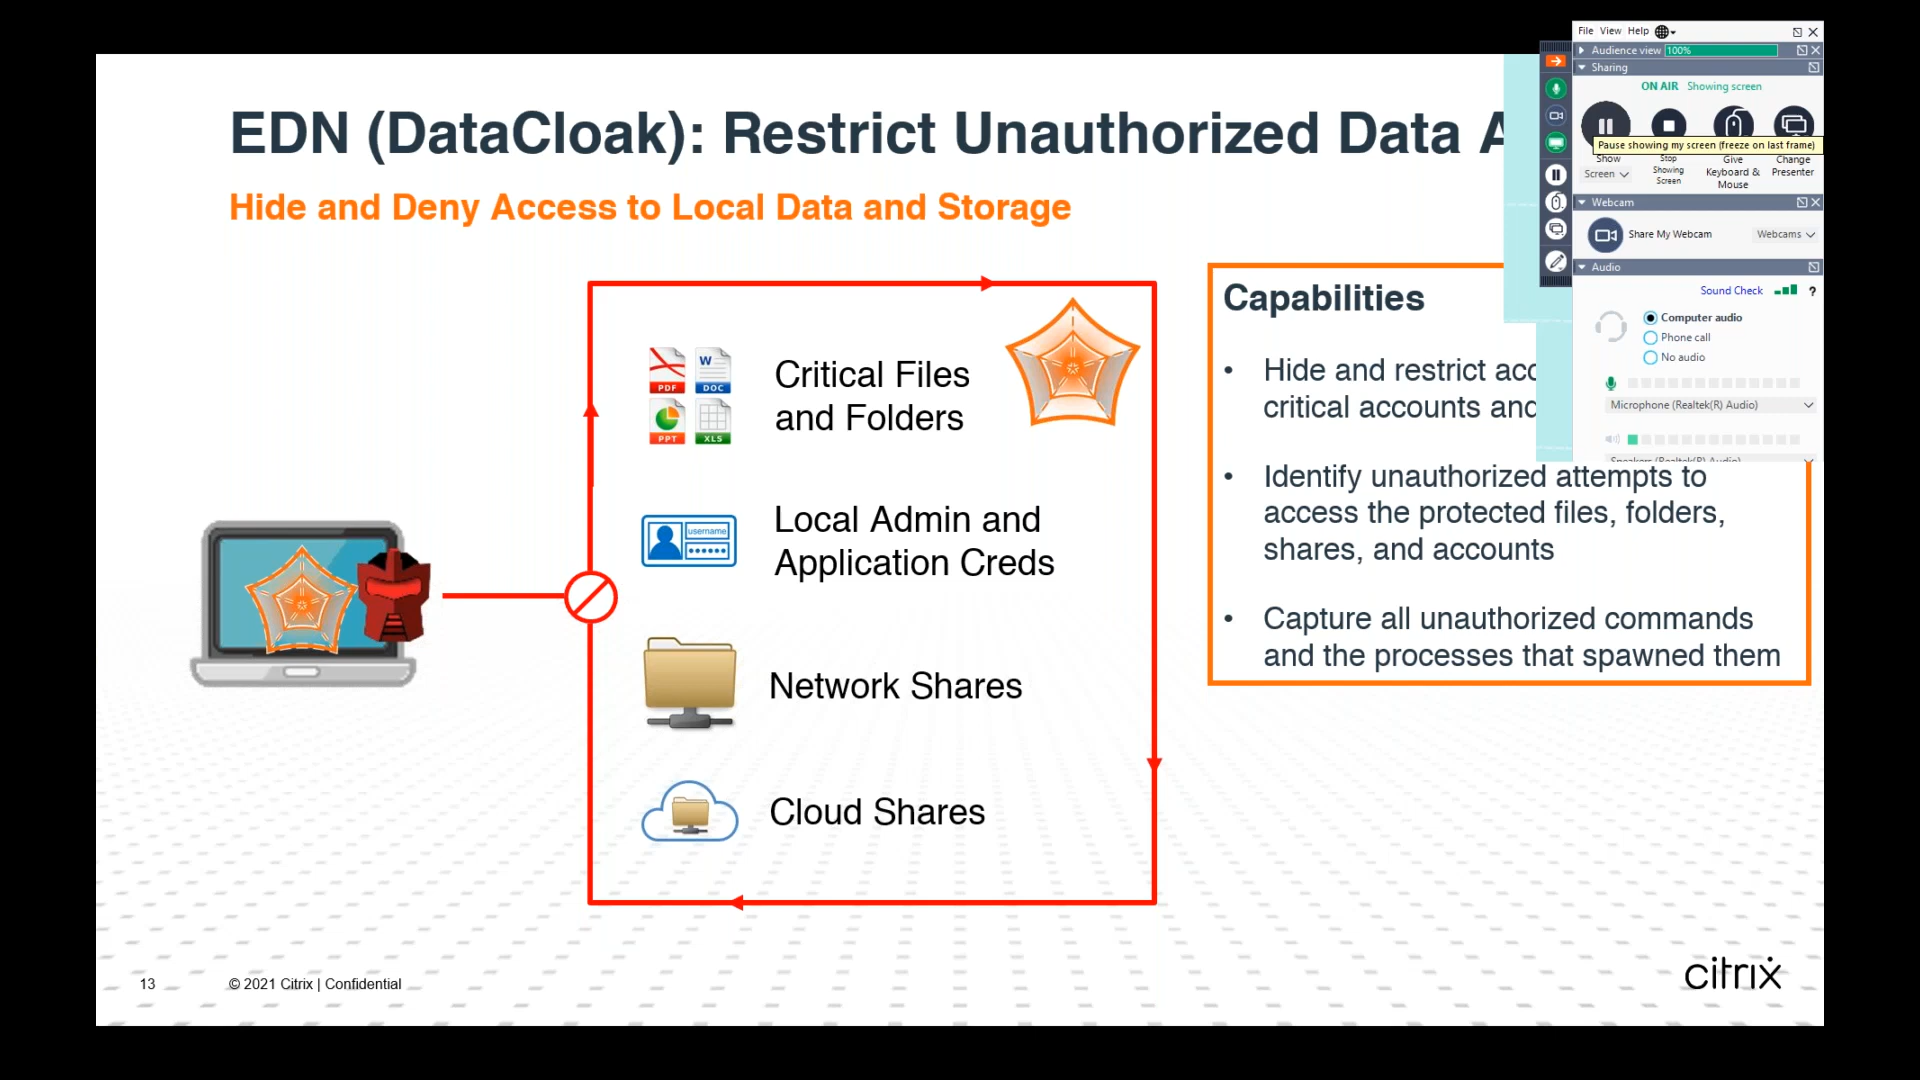 EDN (DataCloak): Restrict Unauthorized Data A
Hide and Deny Access to Local Data and Storage
PDF
W
DOC
PPT
XLS
Critical Files
and Folders
username
Local Admin and
Application Creds
Network Shares
Cloud Shares
Capabilities
• Hide and restrict acc
critical accounts and
• Identify unauthorized attempts to
access the protected files, folders,
shares, and accounts
• Capture all unauthorized commands
and the processes that spawned them
13
© 2021 Citrix | Confidential
citrix
File View Help
Audience view 100%
Sharing
ON AIR Showing screen
Pause showing my screen (freeze on last frame)
Show
Screen
Stop
Showing
Screen
Give
Keyboard &
Mouse
Change
Presenter
Webcam
Share My Webcam
Webcams
Audio
Sound Check
?
Computer audio
Phone call
No audio
Microphone (Realtek(R) Audio)
Speakers (Realtek(R) Audio)